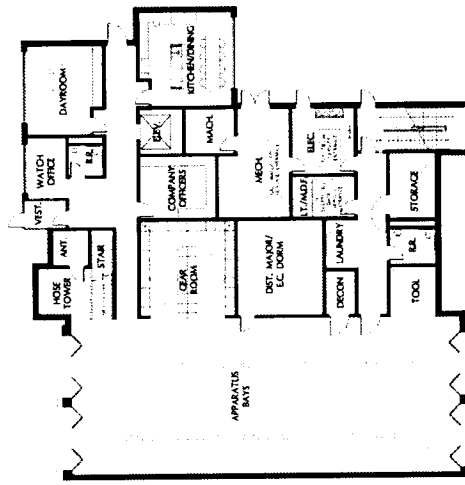 KITCHEN/DINING
DAYROOM
ELEV.
MACH.
ELEC.
R.R.
WATCH
OFFICE
MECH.
COMPANY
OFFICERS
I.T./M.D.F.
STORAGE
VEST.
LAUNDRY
R.R.
ANT.
STAIR
GEAR
ROOM
DIST. MAJOR/
E.C. DORM
HOSE
TOWER
DECON
TOOL
APPARATUS
BAYS